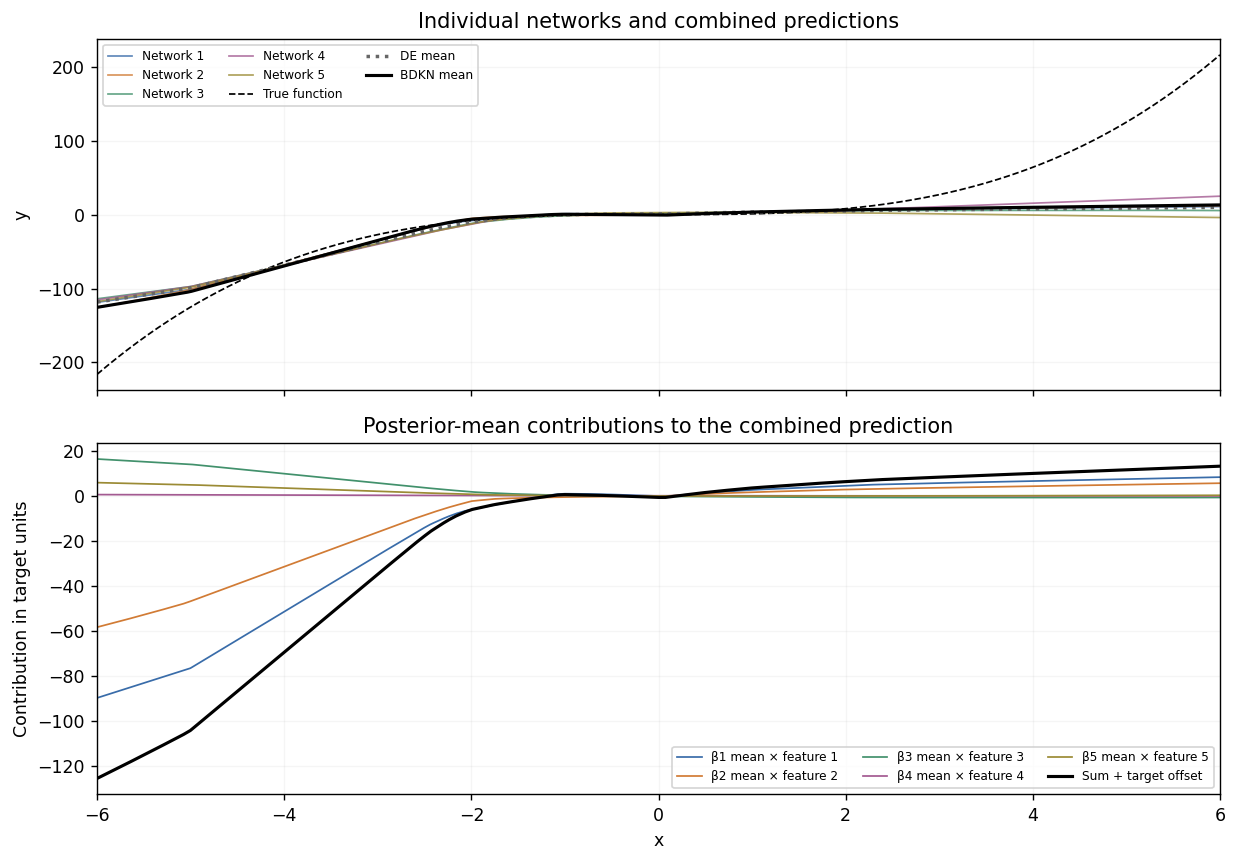 Individual networks and combined predictions
Network 1
Network 2
Network 3
Network 4
Network 5
True function
DE mean
BDKN mean
200
100
0
−100
−200
y
Posterior-mean contributions to the combined prediction
20
0
−20
−40
−60
−80
−100
−120
Contribution in target units
β1 mean × feature 1
β2 mean × feature 2
β3 mean × feature 3
β4 mean × feature 4
β5 mean × feature 5
Sum + target offset
−6
−4
−2
0
2
4
6
x